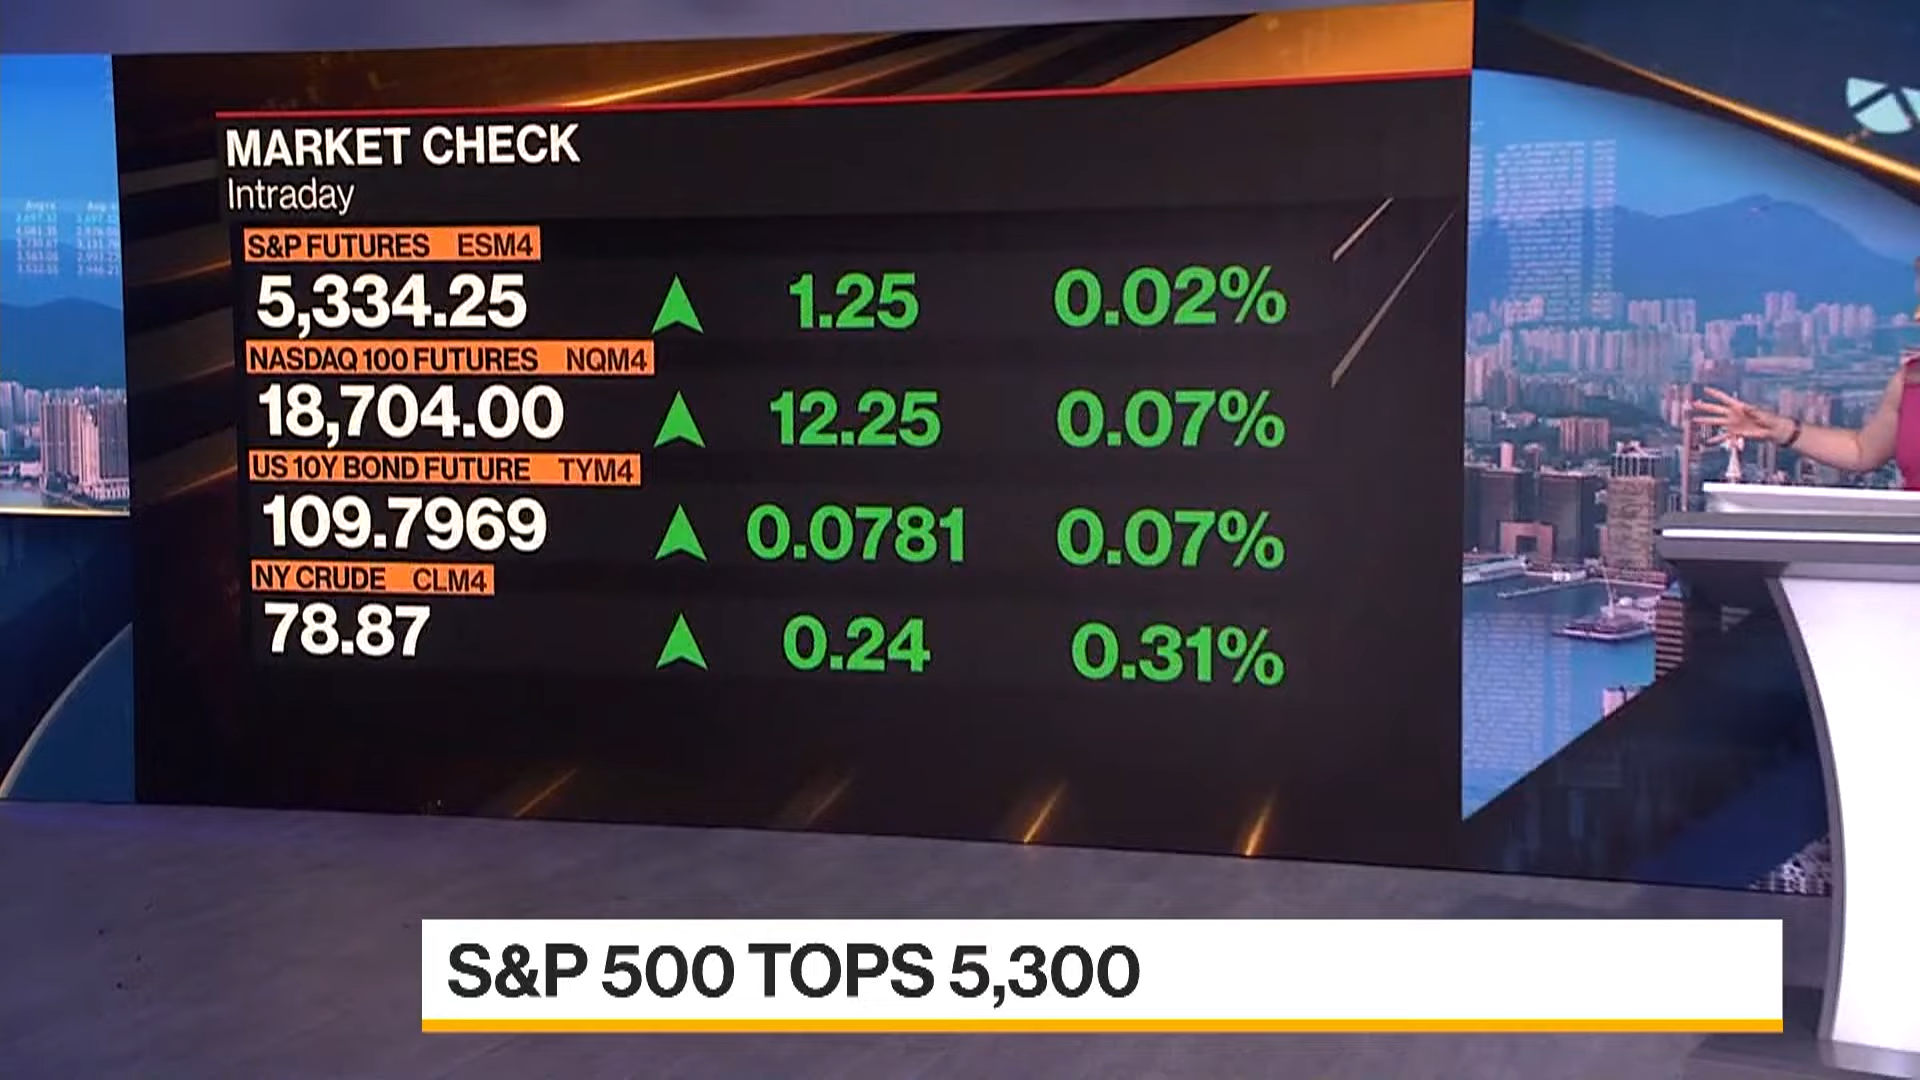 MARKET CHECK
Intraday
S&P FUTURES ESM4
5,334.25 1.25 0.02%
NASDAQ 100 FUTURES NQM4
18,704.00 12.25 0.07%
US 10Y BOND FUTURE TYM4
109.7969 0.0781 0.07%
NY CRUDE CLM4
78.87 0.24 0.31%
S&P 500 TOPS 5,300